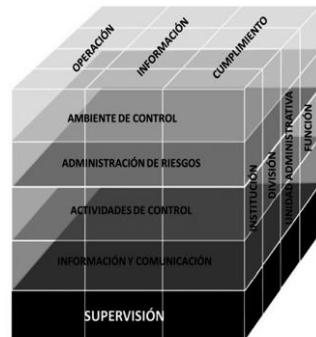 OPERACIÓN
INFORMACIÓN
CUMPLIMIENTO
AMBIENTE DE CONTROL
ADMINISTRACIÓN DE RIESGOS
ACTIVIDADES DE CONTROL
INFORMACIÓN Y COMUNICACIÓN
SUPERVISIÓN
INSTITUCIÓN
DIVISIÓN
UNIDAD ADMINISTRATIVA
FUNCIÓN